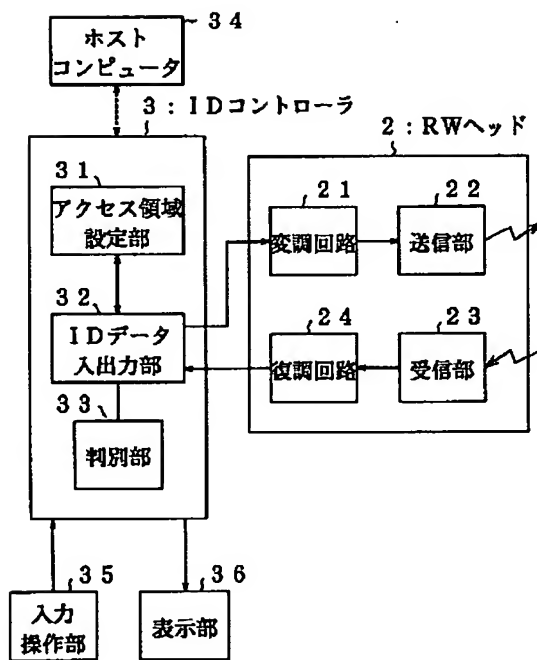 34
ホスト
コンピュータ
3:IDコントローラ
31
アクセス領域
設定部
32
IDデータ
入出力部
33
判別部
2:RWヘッド
21
変調回路
22
送信部
24
復調回路
23
受信部
35
入力
操作部
36
表示部